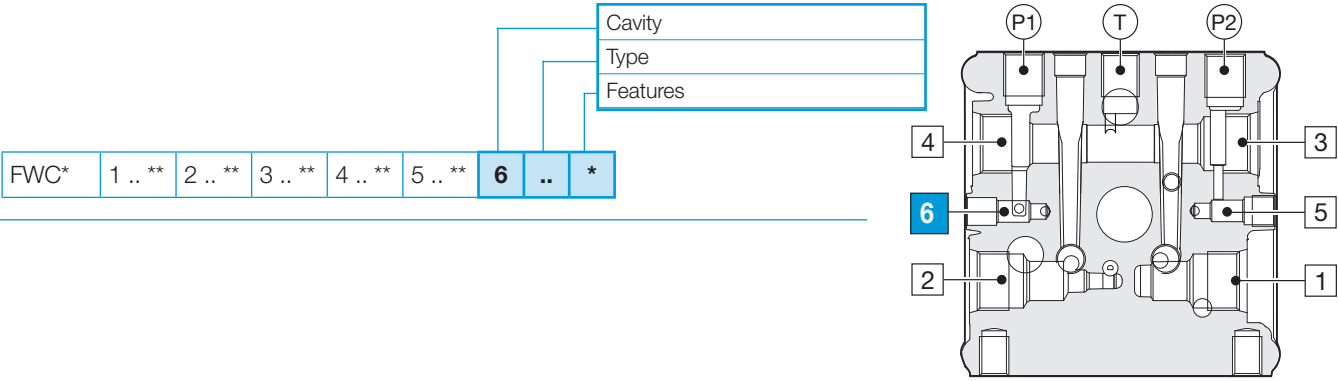 Cavity
Type
Features
FWC* 1 .. ** 2 .. ** 3 .. ** 4 .. ** 5 .. ** 6 .. *
P1 T P2
4 3
6 5
2 1